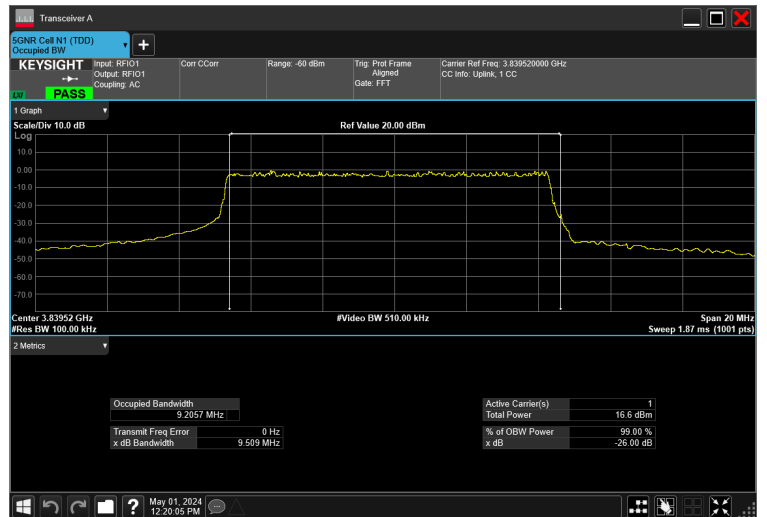 Transceiver A
5GNR Cell N1 (TDD)
Occupied BW
KEYSIGHT
LXI
PASS
Input: RFIO1
Output: RFIO1
Coupling: AC
Corr CCorr
Range: -60 dBm
Trig: Prot Frame
Aligned
Gate: FFT
Carrier Ref Freq: 3.839520000 GHz
CC Info: Uplink, 1 CC
1 Graph
Scale/Div 10.0 dB
Ref Value 20.00 dBm
Log
10.0
0.00
-10.0
-20.0
-30.0
-40.0
-50.0
-60.0
-70.0
Center 3.83952 GHz
#Video BW 510.00 kHz
Span 20 MHz
#Res BW 100.00 kHz
Sweep 1.87 ms (1001 pts)
2 Metrics
Occupied Bandwidth
9.2057 MHz
Active Carrier(s) 1
Total Power 16.6 dBm
Transmit Freq Error 0 Hz
x dB Bandwidth 9.509 MHz
% of OBW Power 99.00 %
x dB -26.00 dB
May 01, 2024
12:20:05 PM